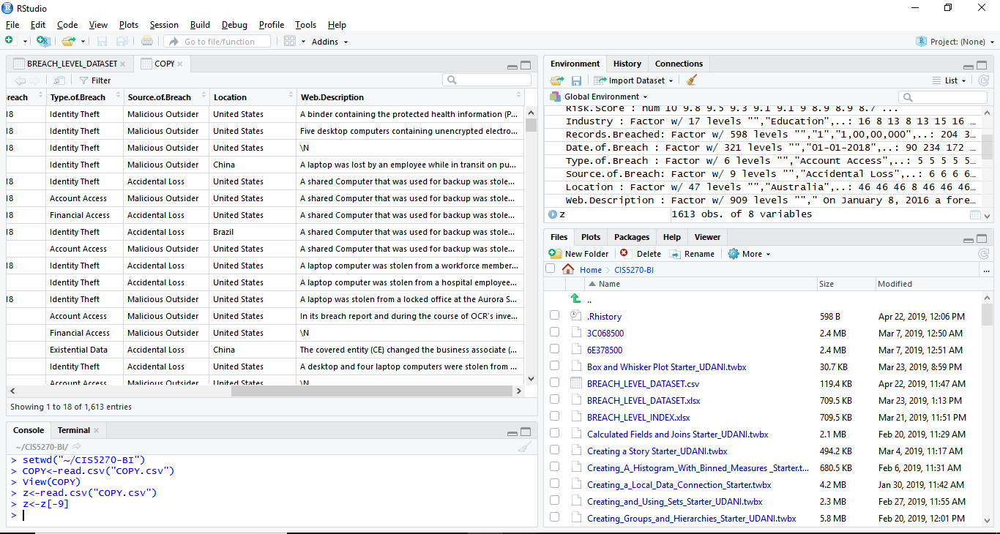 RStudio
File Edit Code View Plots Session Build Debug Profile Tools Help
Go to file/function Addins Project: (None)
BREACH_LEVEL_DATASET COPY
Filter
reach Type.of.Breach Source.of.Breach Location Web.Description
18 Identity Theft Malicious Outsider United States A binder containing the protected health information (P...
18 Identity Theft Malicious Outsider United States Five desktop computers containing unencrypted electro...
18 Identity Theft Malicious Outsider United States \N
Identity Theft Malicious Outsider China A laptop was lost by an employee while in transit on pu...
18 Identity Theft Accidental Loss United States A shared Computer that was used for backup was stole...
18 Account Access Accidental Loss United States A shared Computer that was used for backup was stole...
18 Financial Access Accidental Loss United States A shared Computer that was used for backup was stole...
18 Identity Theft Accidental Loss Brazil A shared Computer that was used for backup was stole...
Account Access Accidental Loss United States A shared Computer that was used for backup was stole...
18 Identity Theft Accidental Loss United States A laptop computer was stolen from a workforce member...
Identity Theft Accidental Loss United States A laptop computer was stolen from a hospital employee...
18 Identity Theft Malicious Outsider United States A laptop was stolen from a locked office at the Aurora S...
Account Access Malicious Outsider United States In its breach report and during the course of OCR's inve...
Financial Access Malicious Outsider United States \N
Existential Data Accidental Loss China The covered entity (CE) changed the business associate (...
Identity Theft Accidental Loss United States A desktop and four laptop computers were stolen from ...
Account Access Malicious Outsider United States \N
Showing 1 to 18 of 1,613 entries
Console Terminal
~/CIS5270-BI/
> setwd("~/CIS5270-BI")
> COPY<-read.csv("COPY.csv")
> View(COPY)
> z<-read.csv("COPY.csv")
> z<-z[-9]
>
Environment History Connections
Import Dataset List
Global Environment
Risk.Score : num 10 9.8 9.5 9.3 9.1 9.1 9 8.9 8.9 8.7 ...
Industry : Factor w/ 17 levels "","Education",..: 16 8 13 8 13 15 16 ...
Records.Breached: Factor w/ 598 levels "","1","1,00,00,000",..: 204 3...
Date.of.Breach : Factor w/ 321 levels "","01-01-2018",..: 90 234 172 ...
Type.of.Breach : Factor w/ 6 levels "","Account Access",..: 5 5 5 5 5...
Source.of.Breach: Factor w/ 9 levels "","Accidental Loss",..: 6 6 6 6...
Location : Factor w/ 47 levels "","Australia",..: 46 46 46 8 46 46 46...
Web.Description : Factor w/ 909 levels ""," On January 8, 2016 a fore...
z 1613 obs. of 8 variables
Files Plots Packages Help Viewer
New Folder Delete Rename More
Home CIS5270-BI ...
Name Size Modified
..
.Rhistory 598 B Apr 22, 2019, 12:06 PM
3C068500 2.4 MB Mar 7, 2019, 12:50 AM
6E378500 2.4 MB Mar 7, 2019, 12:51 AM
Box and Whisker Plot Starter_UDANI.twbx 30.7 KB Mar 23, 2019, 8:59 PM
BREACH_LEVEL_DATASET.csv 119.4 KB Apr 22, 2019, 11:47 AM
BREACH_LEVEL_DATASET.xlsx 709.5 KB Mar 23, 2019, 1:13 PM
BREACH_LEVEL_INDEX.xlsx 709.5 KB Mar 21, 2019, 11:51 PM
Calculated Fields and Joins Starter_UDANI.twbx 2.1 MB Feb 20, 2019, 11:29 AM
Creating a Story Starter_UDANI.twbx 494.2 KB Mar 4, 2019, 11:17 AM
Creating_A_Histogram_With_Binned_Measures _Starter.t... 680.5 KB Feb 6, 2019, 11:31 AM
Creating_a_Local_Data_Connection_Starter.twbx 4.2 MB Jan 30, 2019, 11:42 AM
Creating_and_Using_Sets_Starter_UDANI.twbx 2.3 MB Feb 27, 2019, 11:55 AM
Creating_Groups_and_Hierarchies_Starter_UDANI.twbx 5.8 MB Feb 20, 2019, 12:01 PM